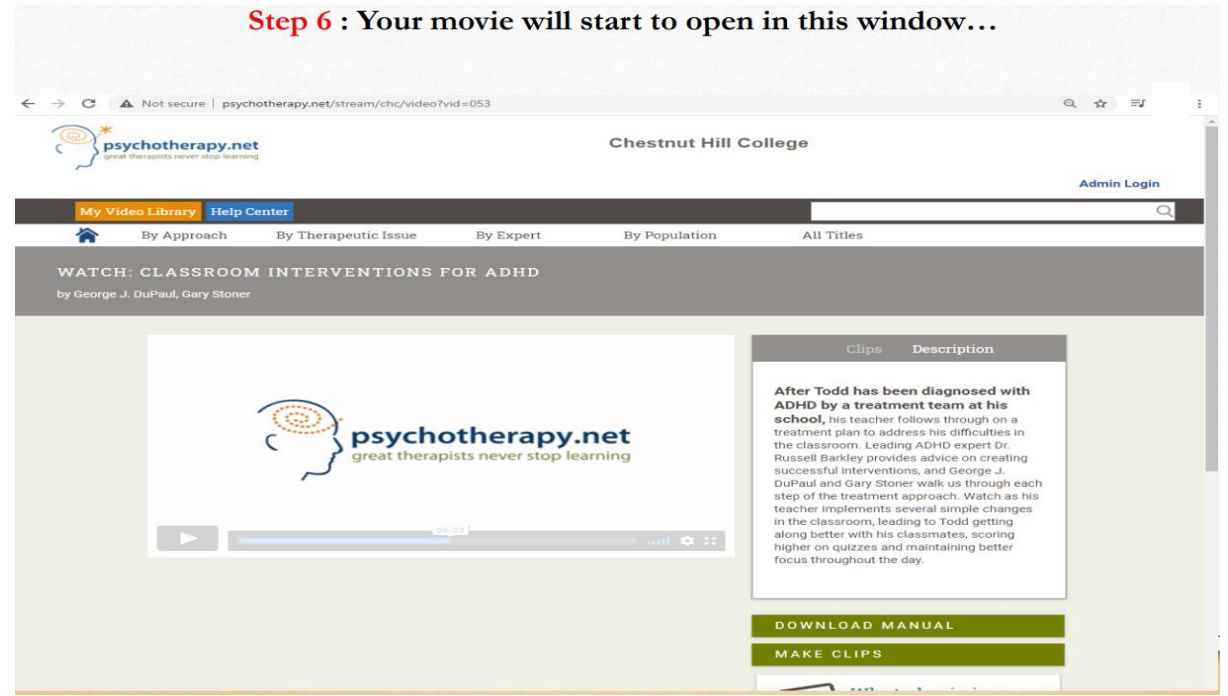 Step 6 : Your movie will start to open in this window…
Not secure | psychotherapy.net/stream/chc/video?vid=053
psychotherapy.net
great therapists never stop learning
Chestnut Hill College
Admin Login
My Video Library Help Center
By Approach By Therapeutic Issue By Expert By Population All Titles
WATCH: CLASSROOM INTERVENTIONS FOR ADHD
by George J. DuPaul, Gary Stoner
psychotherapy.net
great therapists never stop learning
00:03
Clips Description
After Todd has been diagnosed with
ADHD by a treatment team at his
school, his teacher follows through on a
treatment plan to address his difficulties in
the classroom. Leading ADHD expert Dr.
Russell Barkley provides advice on creating
successful interventions, and George J.
DuPaul and Gary Stoner walk us through each
step of the treatment approach. Watch as his
teacher implements several simple changes
in the classroom, leading to Todd getting
along better with his classmates, scoring
higher on quizzes and maintaining better
focus throughout the day.
DOWNLOAD MANUAL
MAKE CLIPS